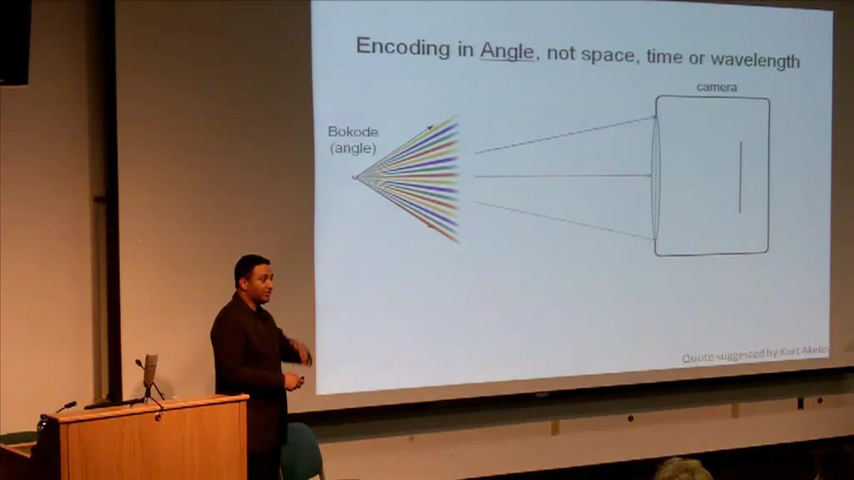 Encoding in Angle, not space, time or wavelength
camera
Bokode
(angle)
Quote suggested by Kurt Akeley